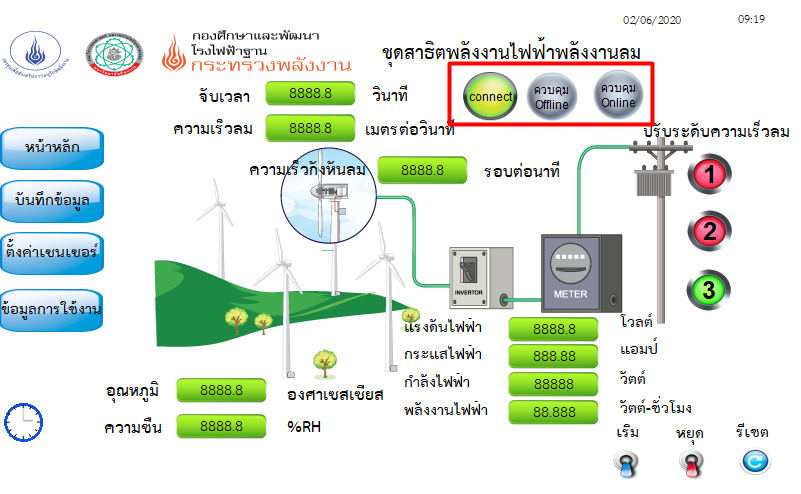 02/06/2020 09:19
กองศึกษาและพัฒนา
โรงไฟฟ้าฐาน
กระทรวงพลังงาน
ชุดสาธิตพลังงานไฟฟ้าพลังงานลม
จับเวลา 8888.8 วินาที
connect
ควบคุม
Offline
ควบคุม
Online
ความเร็วลม 8888.8 เมตรต่อวินาที
ปรับระดับความเร็วลม
หน้าหลัก
ความเร็วกังหันลม 8888.8 รอบต่อนาที
1
บันทึกข้อมูล
2
ตั้งค่าเซนเซอร์
INVERTOR
METER
3
ข้อมูลการใช้งาน
แรงดันไฟฟ้า 8888.8 โวลต์
กระแสไฟฟ้า 888.88 แอมป์
กำลังไฟฟ้า 88888 วัตต์
พลังงานไฟฟ้า 88.888 วัตต์-ชั่วโมง
อุณหภูมิ 8888.8 องศาเซสเซียส
ความชืน 8888.8 %RH
เริม หยุด รีเซต